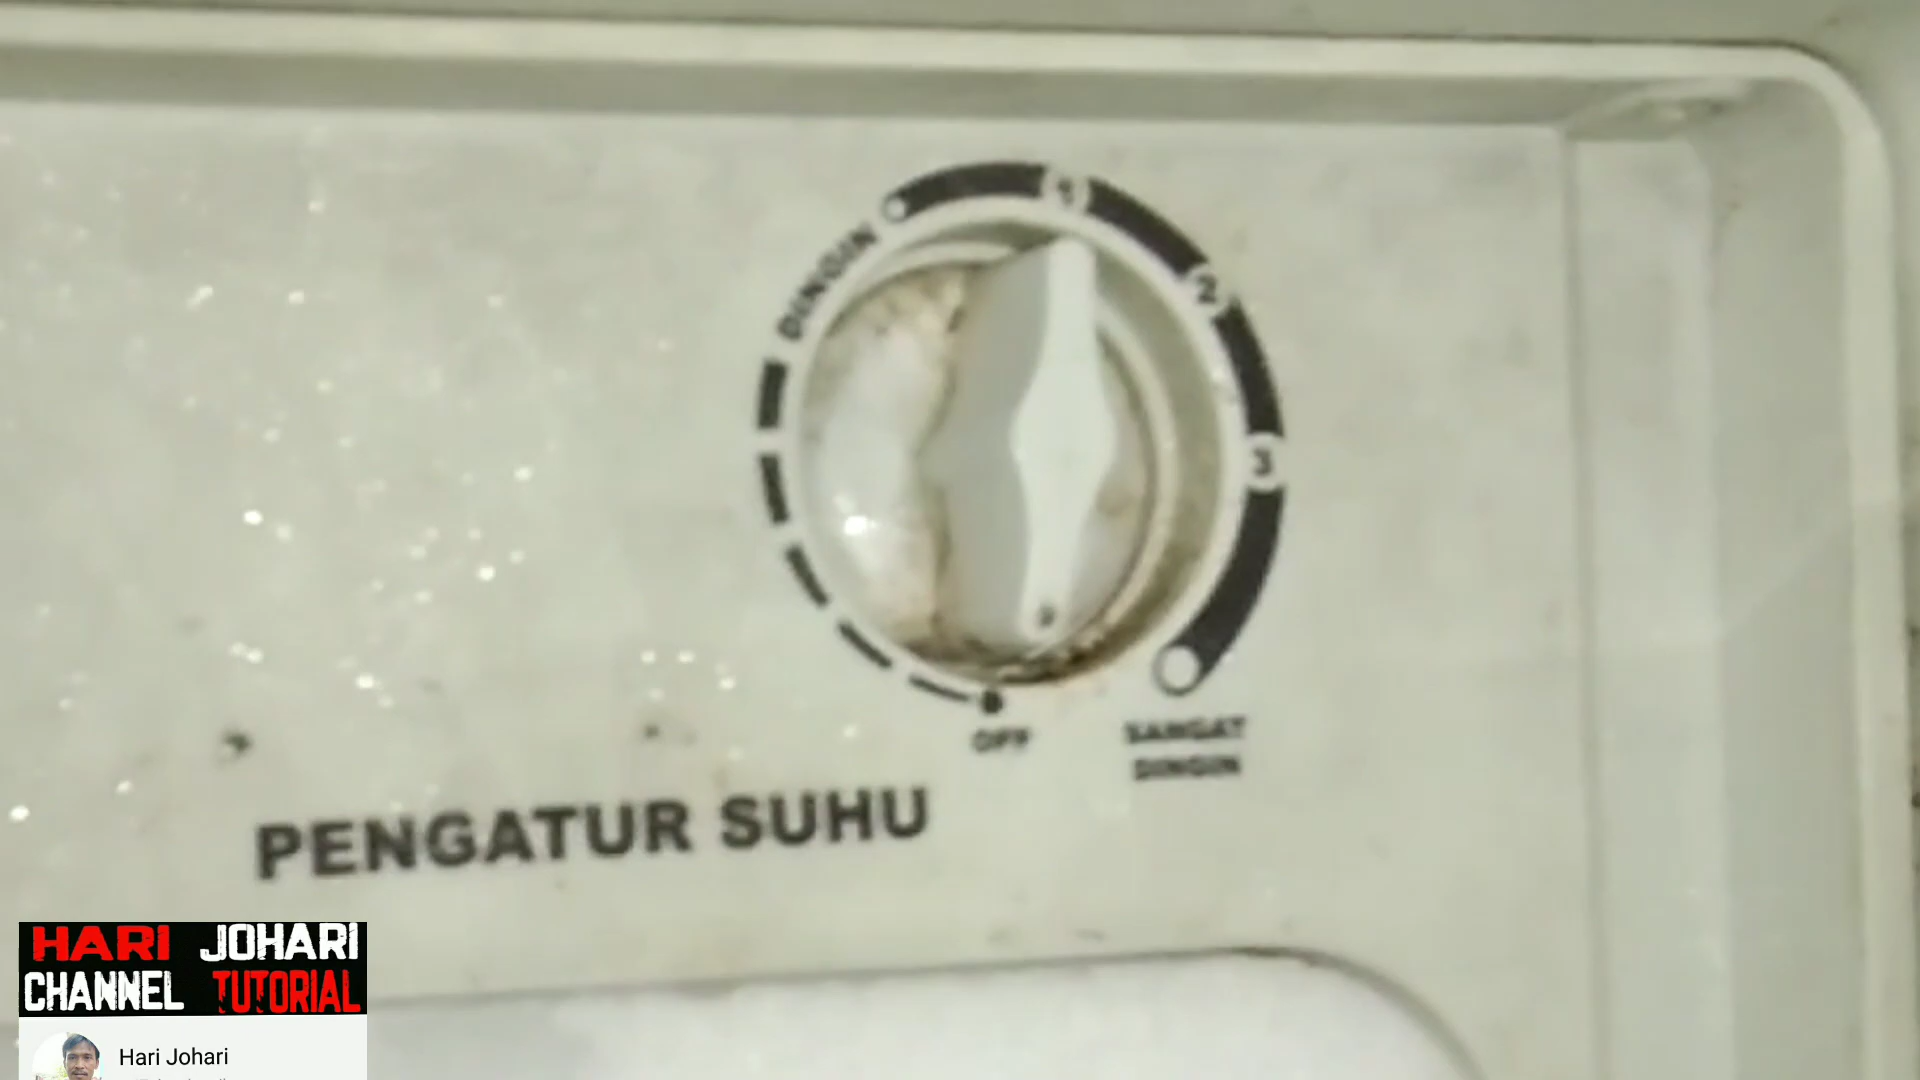 1
2
DINGIN
3
OFF
SANGAT
DINGIN
PENGATUR SUHU
HARI JOHARI
CHANNEL TUTORIAL
Hari Johari